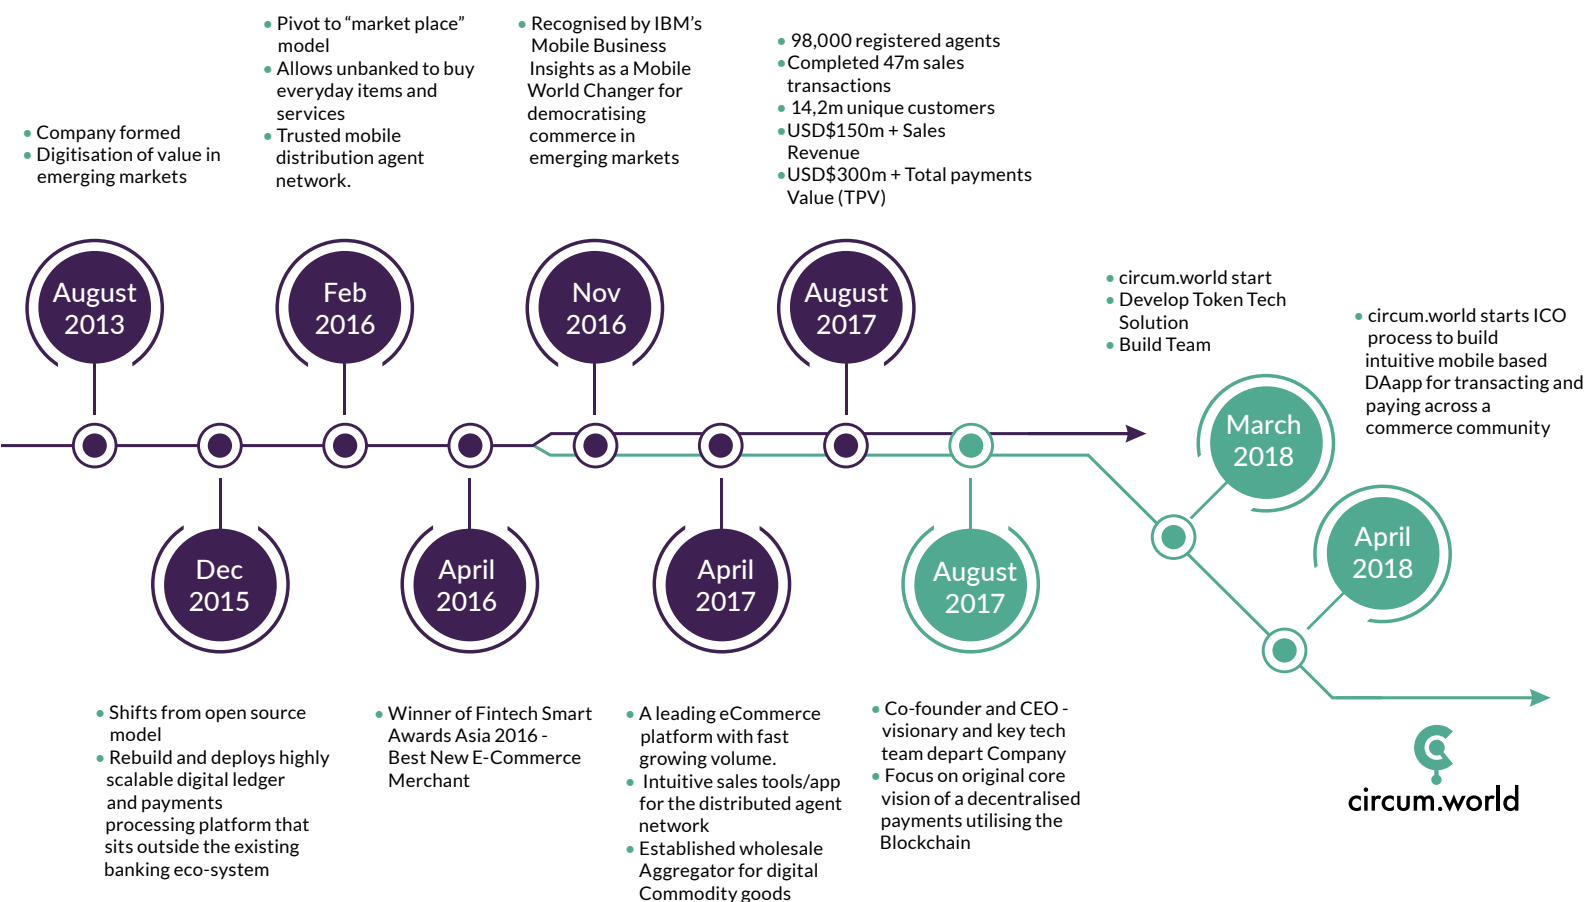 • Company formed
• Digitisation of value in
emerging markets
August
2013
• Shifts from open source
model
• Rebuild and deploys highly
scalable digital ledger
and payments
processing platform that
sits outside the existing
banking eco-system
Dec
2015
• Pivot to “market place”
model
• Allows unbanked to buy
everyday items and
services
• Trusted mobile
distribution agent
network.
Feb
2016
April
2016
• Winner of Fintech Smart
Awards Asia 2016 -
Best New E-Commerce
Merchant
• Recognised by IBM’s
Mobile Business
Insights as a Mobile
World Changer for
democratising
commerce in
emerging markets
Nov
2016
April
2017
• A leading eCommerce
platform with fast
growing volume.
• Intuitive sales tools/app
for the distributed agent
network
• Established wholesale
Aggregator for digital
Commodity goods
• 98,000 registered agents
• Completed 47m sales
transactions
• 14,2m unique customers
• USD$150m + Sales
Revenue
• USD$300m + Total payments
Value (TPV)
August
2017
August
2017
• Co-founder and CEO -
visionary and key tech
team depart Company
• Focus on original core
vision of a decentralised
payments utilising the
Blockchain
• circum.world start
• Develop Token Tech
Solution
• Build Team
March
2018
• circum.world starts ICO
process to build
intuitive mobile based
DAapp for transacting and
paying across a
commerce community
April
2018
circum.world